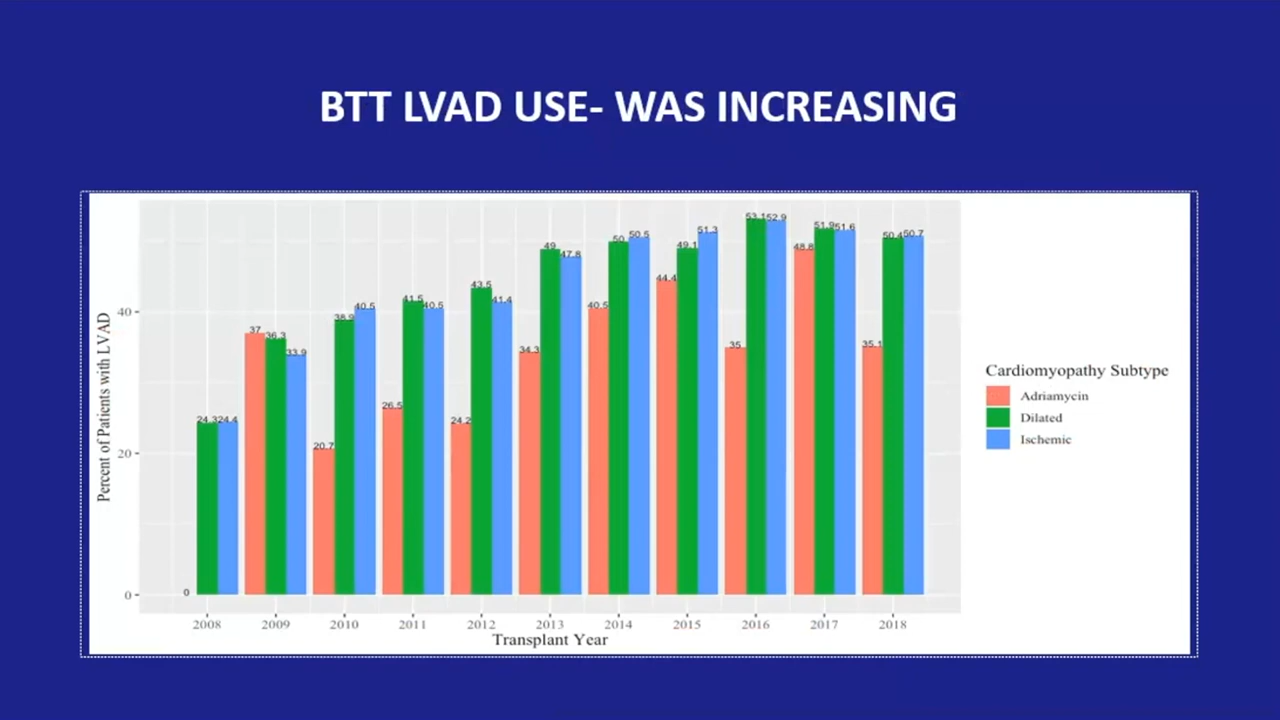 BTT LVAD USE- WAS INCREASING
Percent of Patients with LVAD
40
20
0
0 24.3 24.4
37 36.3 33.9
20.7 38.9 40.5
26.5 41.5 40.5
24.2 43.5 41.4
34.3 49 47.8
40.5 50 50.5
44.4 49.1 51.3
35 53.1 52.9
48.8 51.9 51.6
35.1 50.4 50.7
2008 2009 2010 2011 2012 2013 2014 2015 2016 2017 2018
Transplant Year
Cardiomyopathy Subtype
Adriamycin
Dilated
Ischemic